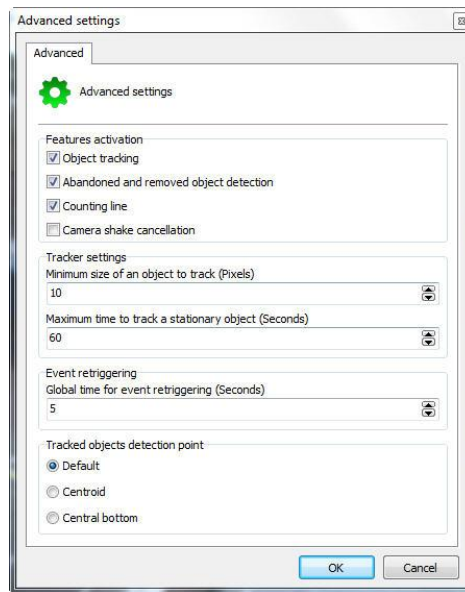 Advanced settings
Advanced
Advanced settings
Features activation
Object tracking
Abandoned and removed object detection
Counting line
Camera shake cancellation
Tracker settings
Minimum size of an object to track (Pixels)
10
Maximum time to track a stationary object (Seconds)
60
Event retriggering
Global time for event retriggering (Seconds)
5
Tracked objects detection point
Default
Centroid
Central bottom
OK Cancel